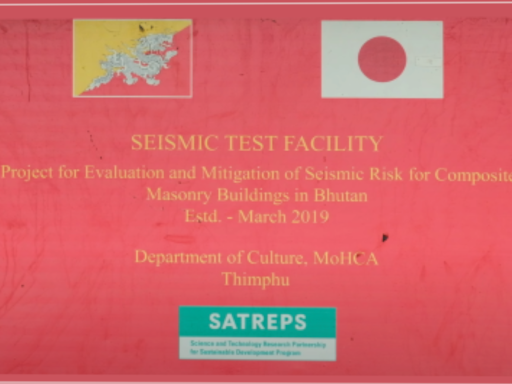 SEISMIC TEST FACILITY
Project for Evaluation and Mitigation of Seismic Risk for Composite
Masonry Buildings in Bhutan
Estd. - March 2019
Department of Culture, MoHCA
Thimphu
SATREPS
Science and Technology Research Partnership
for Sustainable Development Program